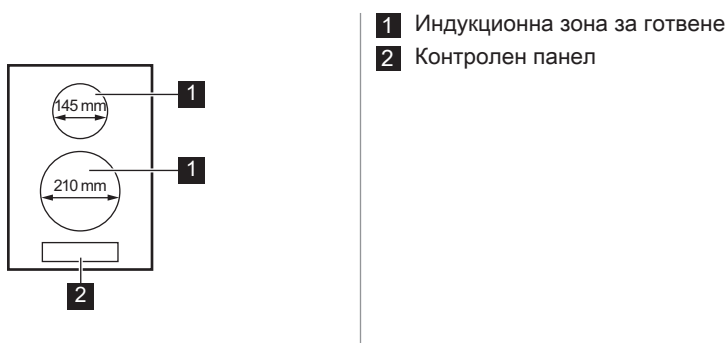 145 mm
1
210 mm
1
2
1 Индукционна зона за готвене
2 Контролен панел